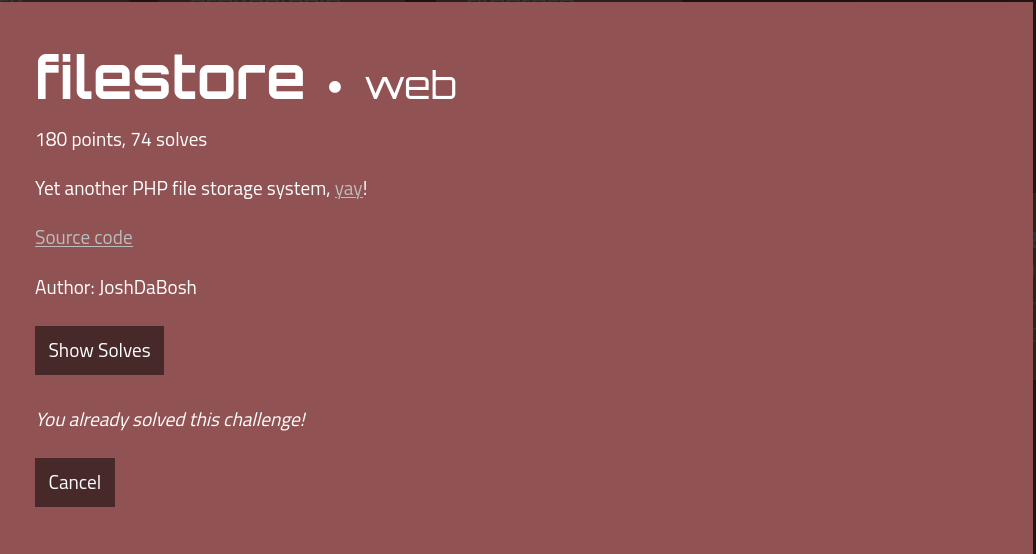 filestore • web
180 points, 74 solves
Yet another PHP file storage system, yay!
Source code
Author: JoshDaBosh
Show Solves
You already solved this challenge!
Cancel